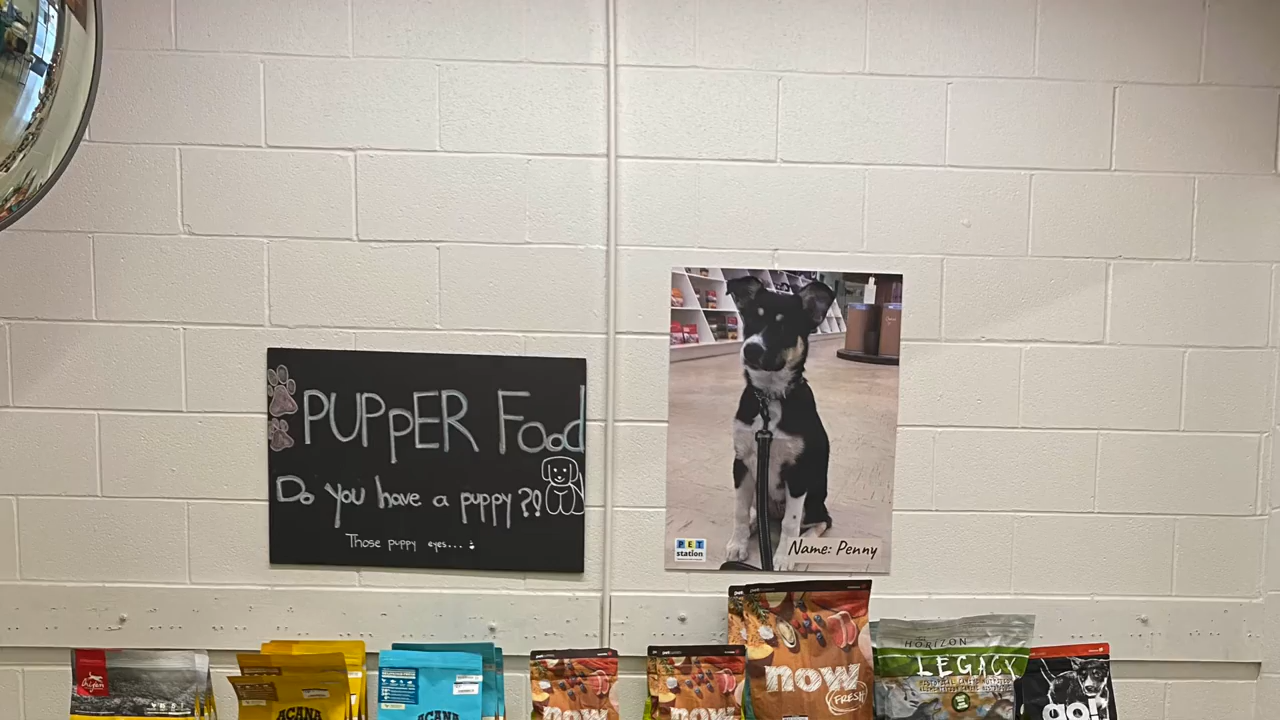 PUPPER Food
Do you have a puppy?!
Those puppy eyes...
PET
station
Name: Penny
Orijen
ACANA
ACANA
now
now
now
FRESH
HORIZON
LEGACY
go!